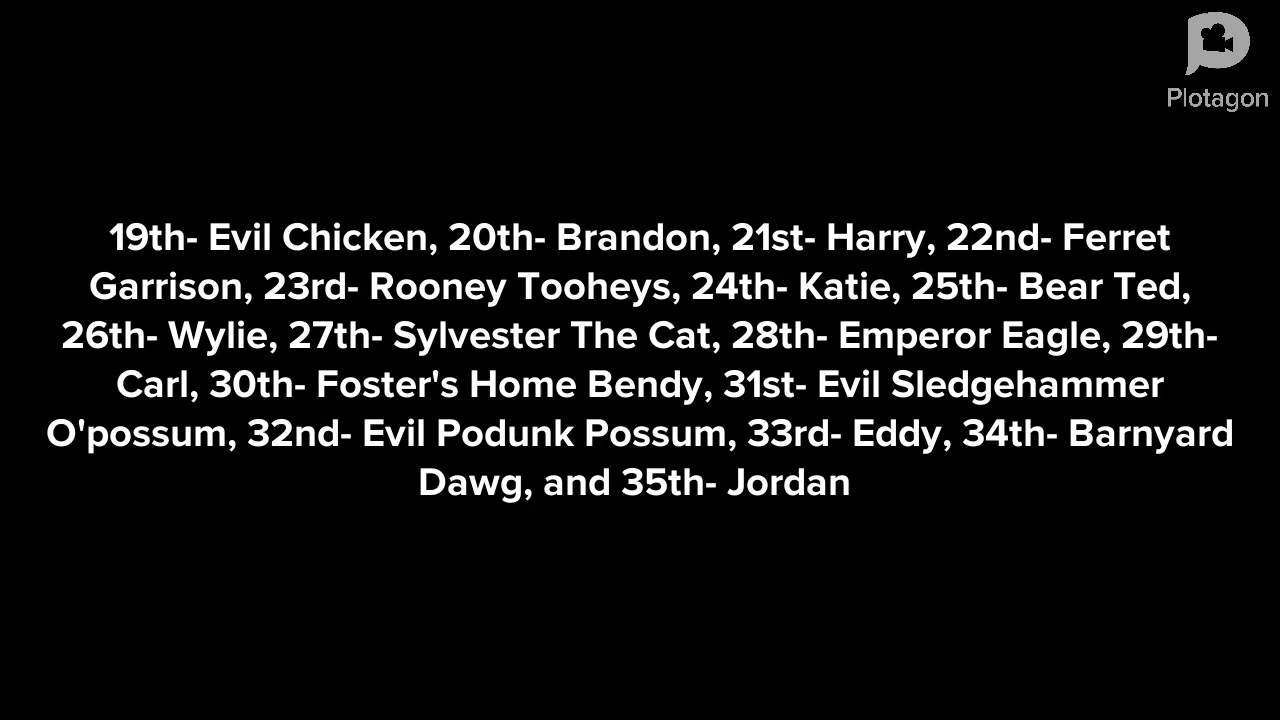 Plotagon
19th- Evil Chicken, 20th- Brandon, 21st- Harry, 22nd- Ferret
Garrison, 23rd- Rooney Tooheys, 24th- Katie, 25th- Bear Ted,
26th- Wylie, 27th- Sylvester The Cat, 28th- Emperor Eagle, 29th-
Carl, 30th- Foster's Home Bendy, 31st- Evil Sledgehammer
O'possum, 32nd- Evil Podunk Possum, 33rd- Eddy, 34th- Barnyard
Dawg, and 35th- Jordan